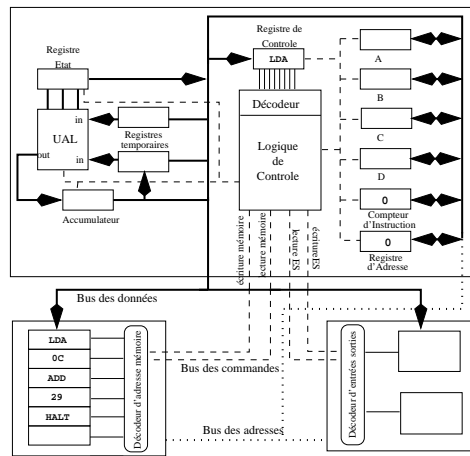 Registre
Etat
in
UAL
in
out
Registres
temporaires
Accumulateur
Registre de
Controle
LDA
Décodeur
Logique
de
Controle
A
B
C
D
0
Compteur
d'Instruction
0
Registre
d'Adresse
écriture mémoire
lecture mémoire
lecture ES
écriture ES
Bus des données
LDA
0C
ADD
29
HALT
Décodeur d'adresse mémoire
Bus des commandes
Bus des adresses
Décodeur d'entrées sorties